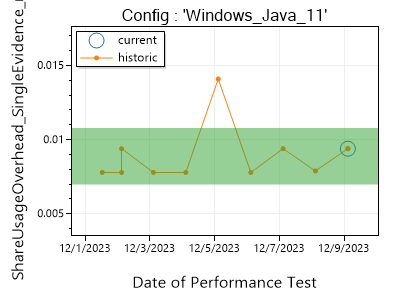 Config : 'Windows_Java_11'
current
historic
ShareUsageOverhead_SingleEvidence_
0.015
0.01
0.005
12/1/2023
12/3/2023
12/5/2023
12/7/2023
12/9/2023
Date of Performance Test